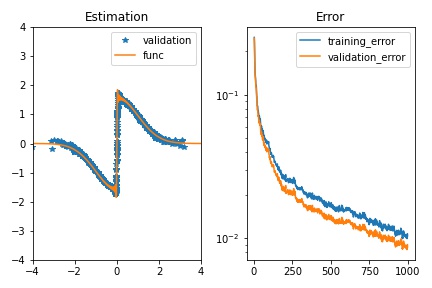 Estimation
4
3
2
1
0
−1
−2
−3
−4
−4 −2 0 2 4
validation
func
Error
10⁻¹
10⁻²
0 250 500 750 1000
training_error
validation_error